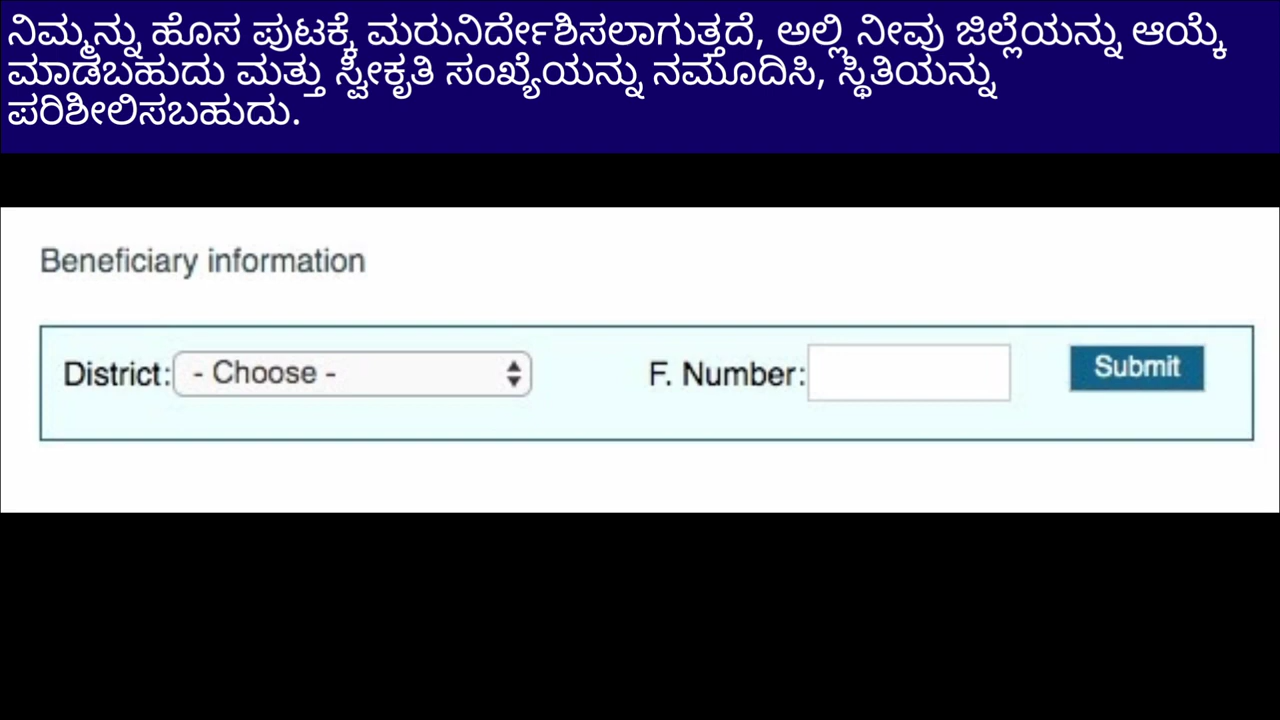 ನಿಮ್ಮನ್ನು ಹೊಸ ಪುಟಕ್ಕೆ ಮರುನಿರ್ದೇಶಿಸಲಾಗುತ್ತದೆ, ಅಲ್ಲಿ ನೀವು ಜಿಲ್ಲೆಯನ್ನು ಆಯ್ಕೆ
ಮಾಡಬಹುದು ಮತ್ತು ಸ್ವೀಕೃತಿ ಸಂಖ್ಯೆಯನ್ನು ನಮೂದಿಸಿ, ಸ್ಥಿತಿಯನ್ನು
ಪರಿಶೀಲಿಸಬಹುದು.
Beneficiary information
District: - Choose - F. Number: Submit